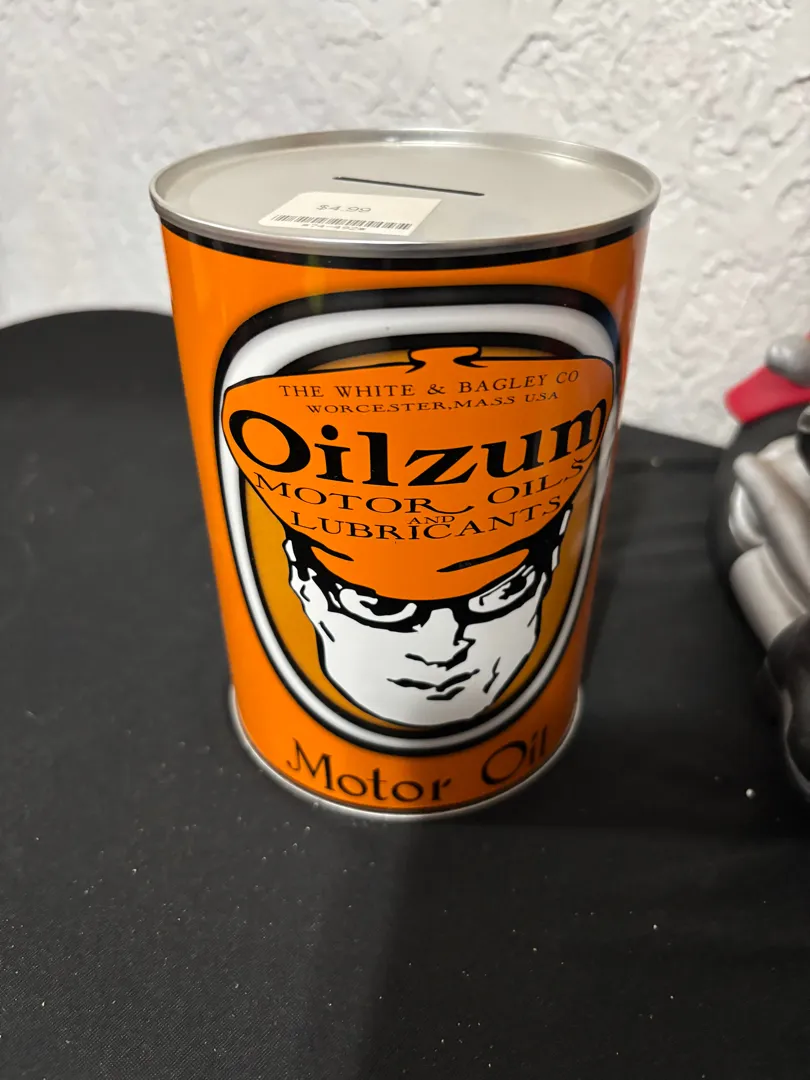 $4.99
THE WHITE & BAGLEY CO
WORCESTER, MASS USA
Oilzum
MOTOR OILS
AND
LUBRICANTS
Motor Oil